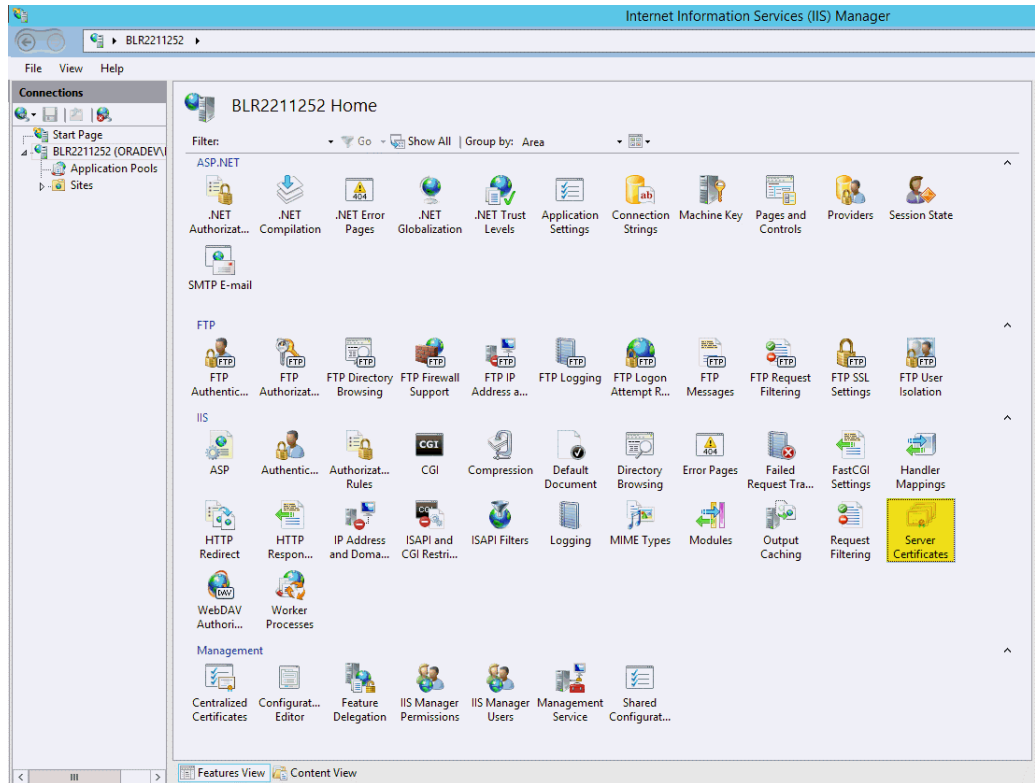 Internet Information Services (IIS) Manager
BLR2211252
File View Help
Connections
Start Page
BLR2211252 (ORADEV\
Application Pools
Sites
BLR2211252 Home
Filter: Go Show All Group by: Area
ASP.NET
.NET Authorizat...
.NET Compilation
.NET Error Pages
.NET Globalization
.NET Trust Levels
Application Settings
Connection Strings
Machine Key
Pages and Controls
Providers
Session State
SMTP E-mail
FTP
FTP Authentic...
FTP Authorizat...
FTP Directory Browsing
FTP Firewall Support
FTP IP Address a...
FTP Logging
FTP Logon Attempt R...
FTP Messages
FTP Request Filtering
FTP SSL Settings
FTP User Isolation
IIS
ASP
Authentic...
Authorizat... Rules
CGI
Compression
Default Document
Directory Browsing
Error Pages
Failed Request Tra...
FastCGI Settings
Handler Mappings
HTTP Redirect
HTTP Respon...
IP Address and Doma...
ISAPI and CGI Restri...
ISAPI Filters
Logging
MIME Types
Modules
Output Caching
Request Filtering
Server Certificates
WebDAV Authori...
Worker Processes
Management
Centralized Certificates
Configurat... Editor
Feature Delegation
IIS Manager Permissions
IIS Manager Users
Management Service
Shared Configurat...
Features View Content View